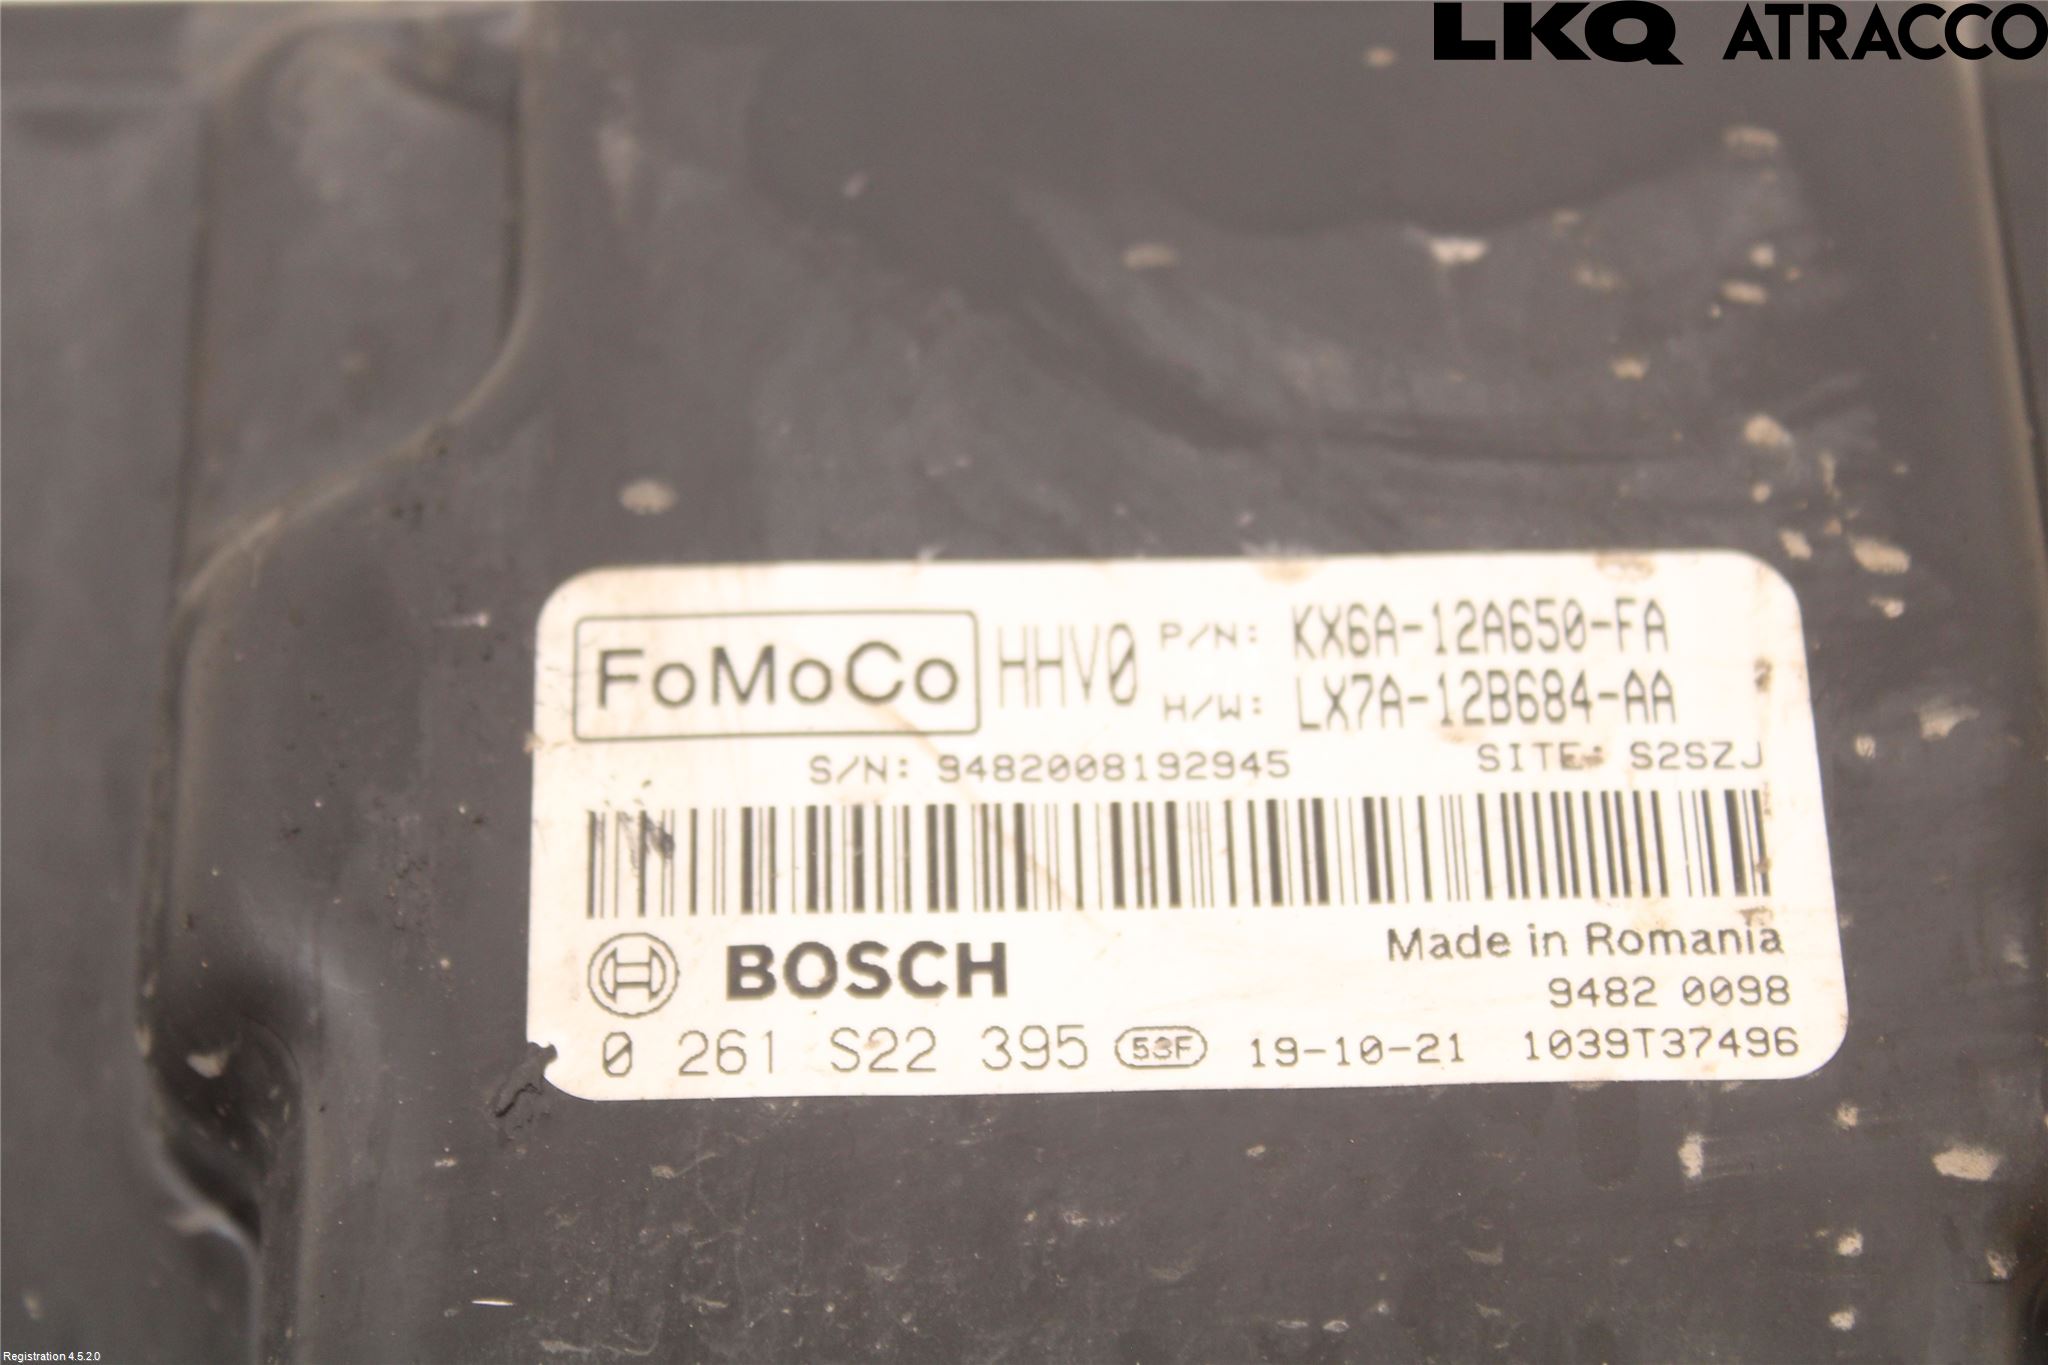 LKQ ATRACCO
FoMoCo HHV0 P/N: KX6A-12A650-FA
H/W: LX7A-12B684-AA
S/N: 9482008192945 SITE: S2SZJ
BOSCH Made in Romania
9482 0098
0 261 S22 395 53F 19-10-21 1039T37496
Registration 4.5.2.0